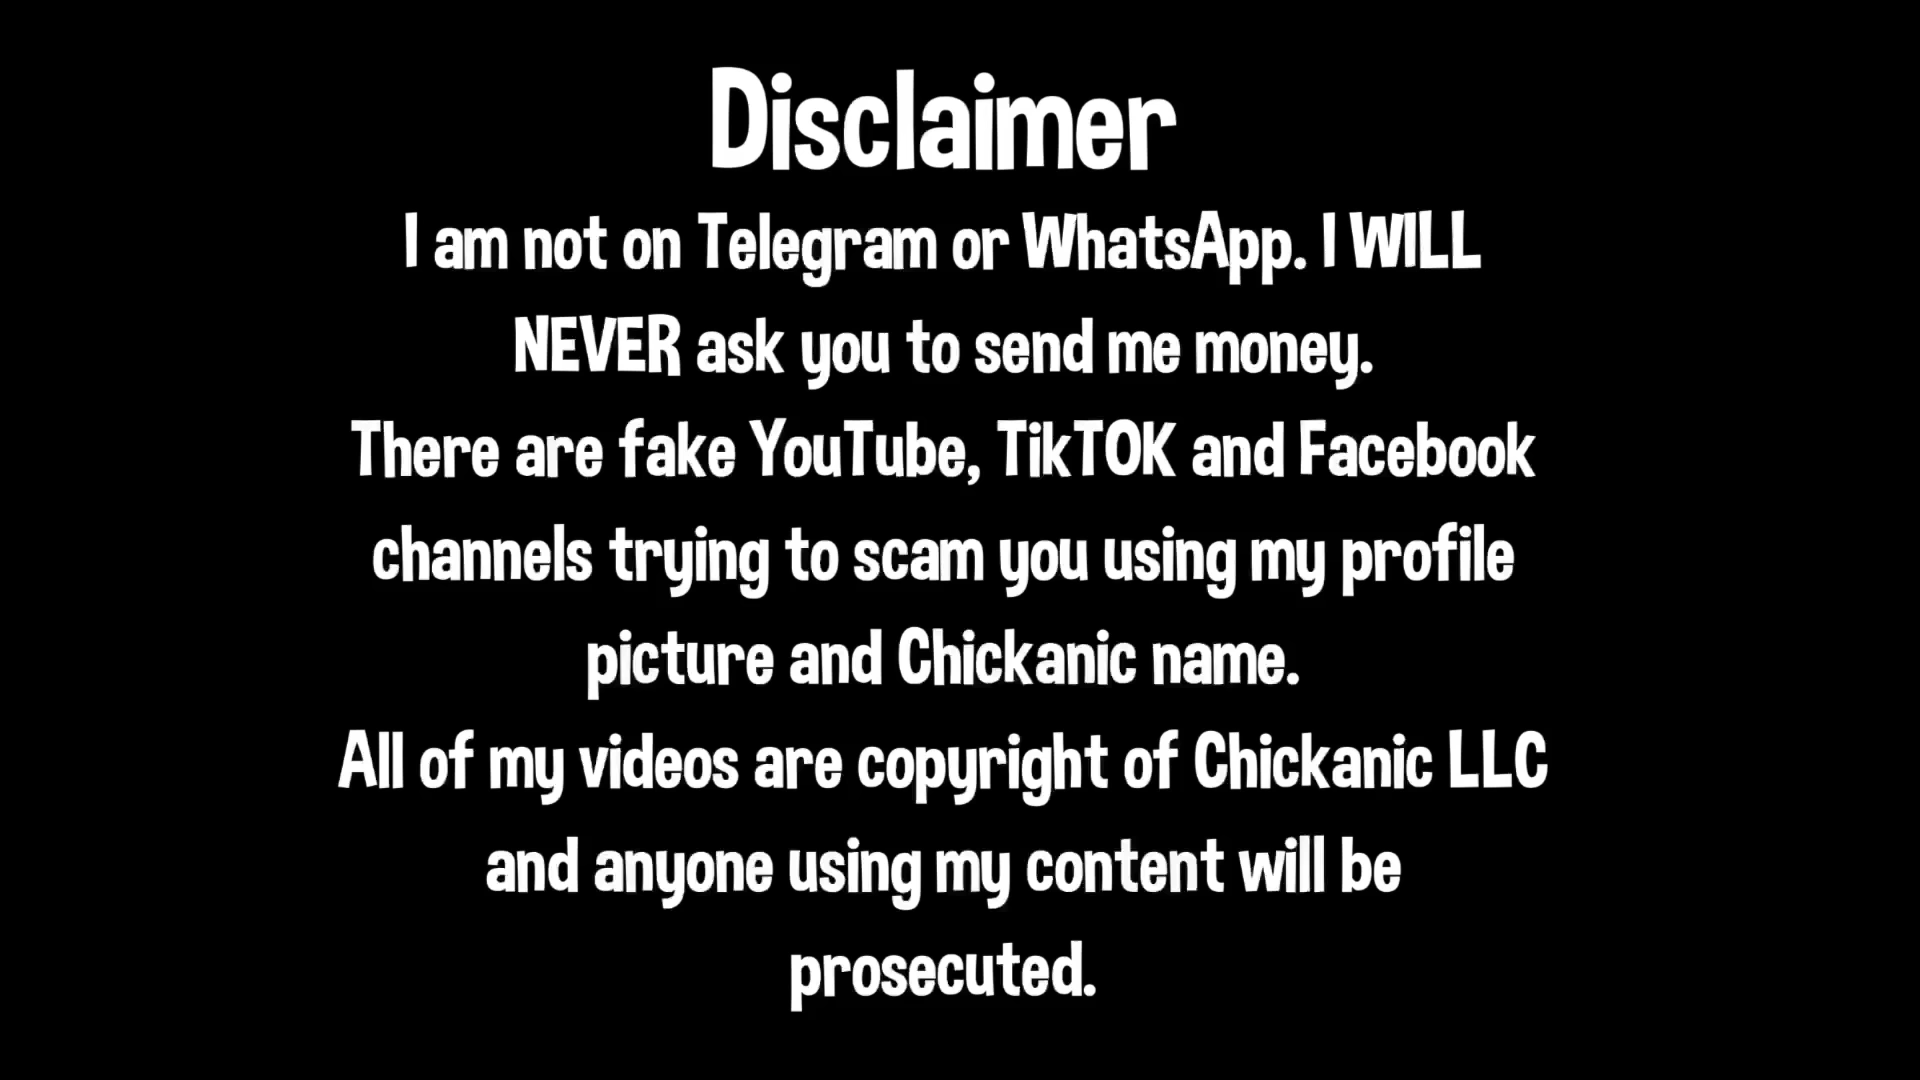 Disclaimer
I am not on Telegram or WhatsApp. I WILL
NEVER ask you to send me money.
There are fake YouTube, TikTOK and Facebook
channels trying to scam you using my profile
picture and Chickanic name.
All of my videos are copyright of Chickanic LLC
and anyone using my content will be
prosecuted.